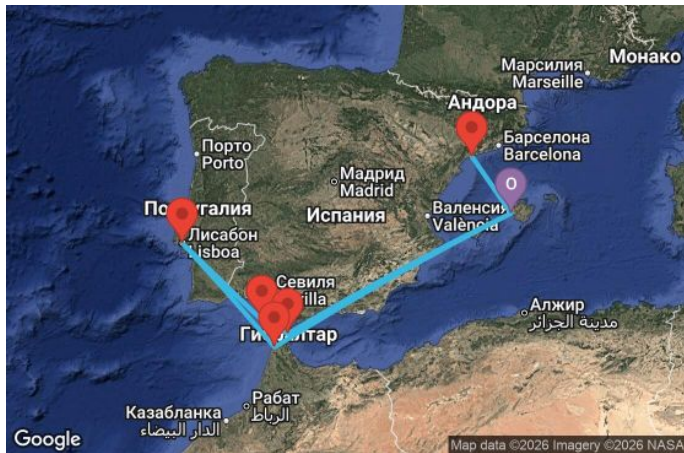 Монако
Марсилия
Marseille
Андора
Барселона
Barcelona
Порто
Porto
Мадрид
Madrid
O
Испания
Валенсия
València
Лисабон
Lisboa
Севиля
Алжир
مدينة الجزائر
Рабат
الرباط
Казабланка
الدار البيضاء
Google
Map data ©2026 Imagery ©2026 NASA